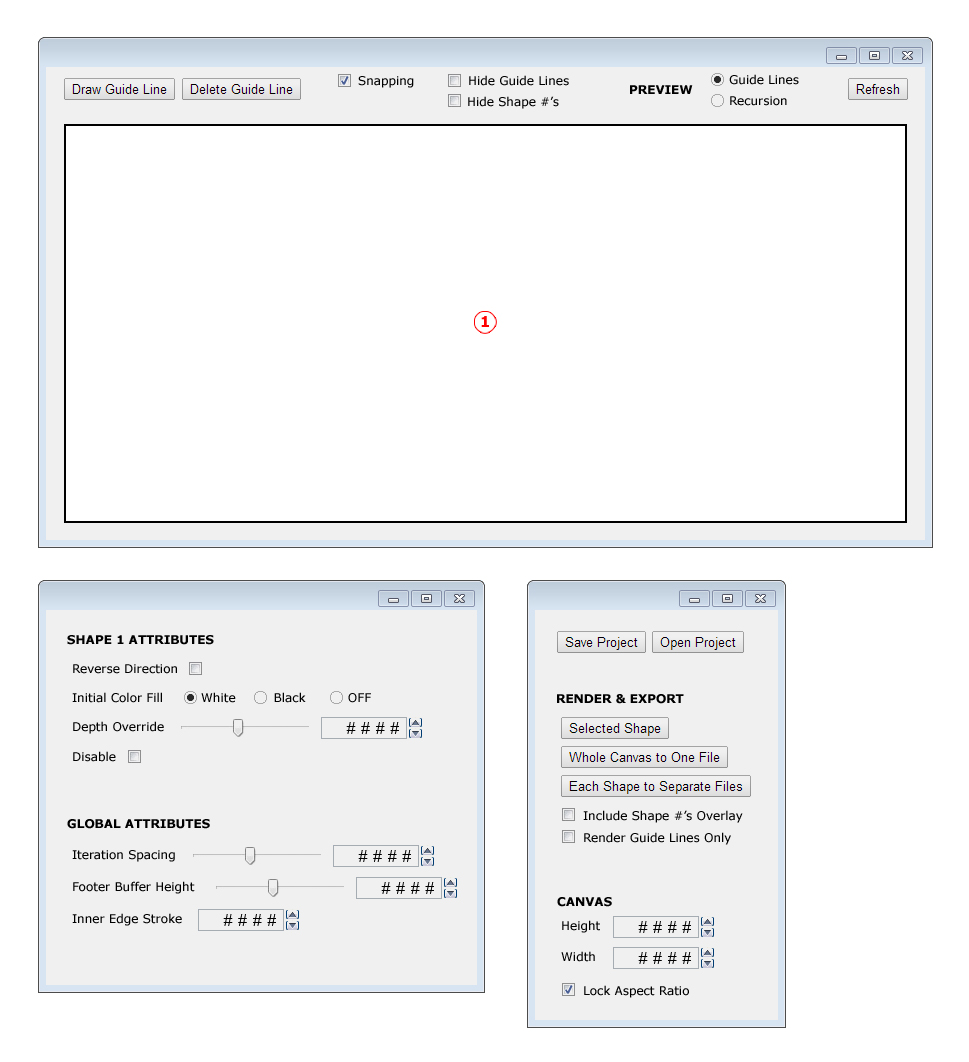 Draw Guide Line Delete Guide Line Snapping Hide Guide Lines PREVIEW Guide Lines Refresh
Hide Shape #'s Recursion
1
SHAPE 1 ATTRIBUTES
Reverse Direction
Initial Color Fill White Black OFF
Depth Override ####
Disable
GLOBAL ATTRIBUTES
Iteration Spacing ####
Footer Buffer Height ####
Inner Edge Stroke ####
Save Project Open Project
RENDER & EXPORT
Selected Shape
Whole Canvas to One File
Each Shape to Separate Files
Include Shape #'s Overlay
Render Guide Lines Only
CANVAS
Height ####
Width ####
Lock Aspect Ratio